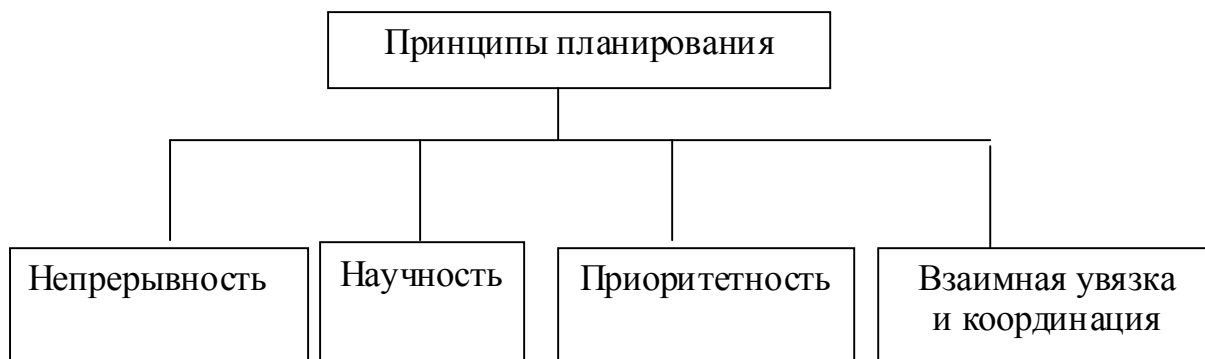 Принципы планирования
Непрерывность
Научность
Приоритетность
Взаимная увязка
и координация